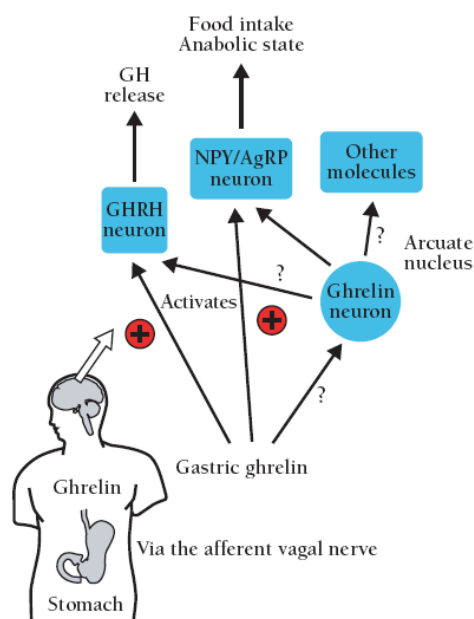 Food intake
Anabolic state
GH
release
NPY/AgRP
neuron
Other
molecules
GHRH
neuron
?
Arcuate
nucleus
?
Activates
Ghrelin
neuron
+
+
?
Gastric ghrelin
Ghrelin
Via the afferent vagal nerve
Stomach